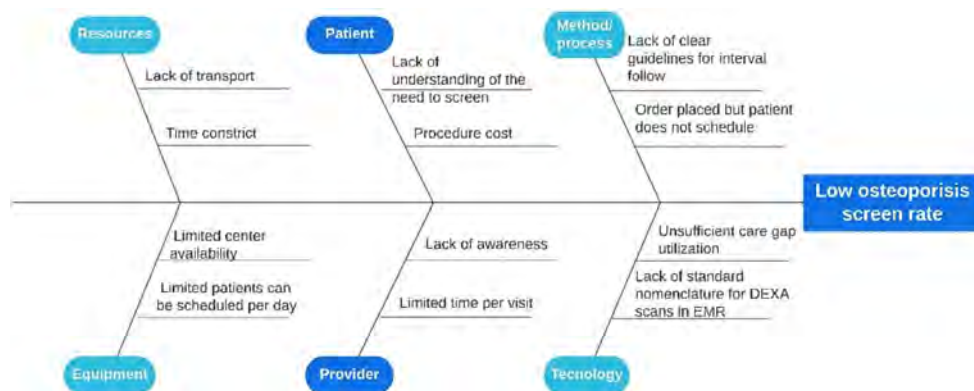 Resources
Patient
Method/
process
Lack of transport
Time constrict
Lack of
understanding of the
need to screen
Procedure cost
Lack of clear
guidelines for interval
follow
Order placed but patient
does not schedule
Low osteoporisis
screen rate
Limited center
availability
Limited patients can
be scheduled per day
Lack of awareness
Limited time per visit
Unsufficient care gap
utilization
Lack of standard
nomenclature for DEXA
scans in EMR
Equipment
Provider
Tecnology